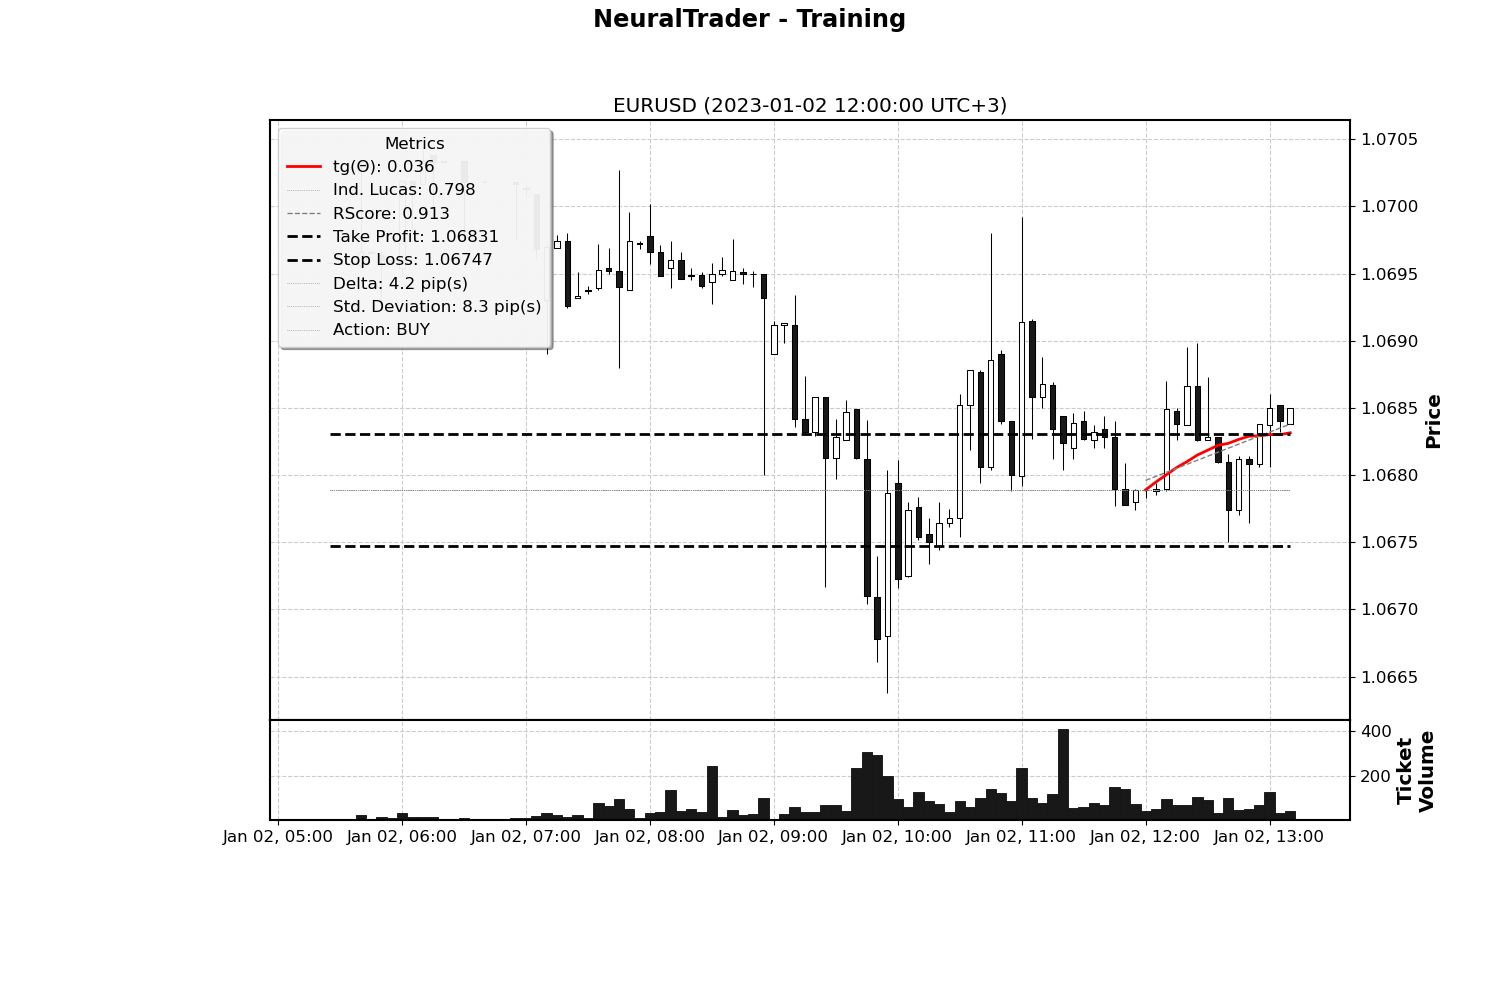 NeuralTrader - Training
EURUSD (2023-01-02 12:00:00 UTC+3)
Metrics
tg(Θ): 0.036
Ind. Lucas: 0.798
RScore: 0.913
Take Profit: 1.06831
Stop Loss: 1.06747
Delta: 4.2 pip(s)
Std. Deviation: 8.3 pip(s)
Action: BUY
1.0705
1.0700
1.0695
1.0690
1.0685
1.0680
1.0675
1.0670
1.0665
Price
400
200
Ticket
Volume
Jan 02, 05:00
Jan 02, 06:00
Jan 02, 07:00
Jan 02, 08:00
Jan 02, 09:00
Jan 02, 10:00
Jan 02, 11:00
Jan 02, 12:00
Jan 02, 13:00